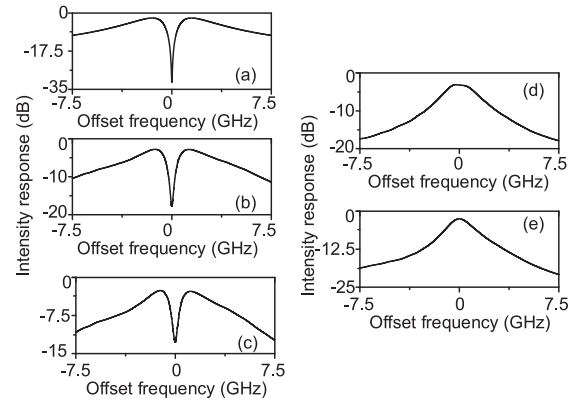 Intensity response (dB)
0
-17.5
-35
(a)
-7.5 0 7.5
Offset frequency (GHz)
0
-10
-20
(b)
-7.5 0 7.5
Offset frequency (GHz)
0
-7.5
-15
(c)
-7.5 0 7.5
Offset frequency (GHz)
Intensity response (dB)
0
-10
-20
(d)
-7.5 0 7.5
Offset frequency (GHz)
0
-12.5
-25
(e)
-7.5 0 7.5
Offset frequency (GHz)